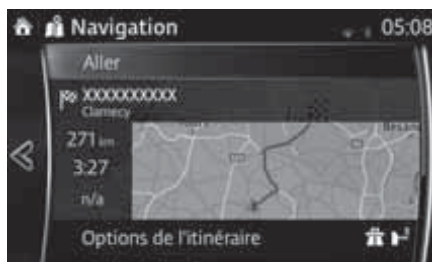 Navigation 05:08
Aller
XXXXXXXXXX
Clamecy
271 km
3:27
n/a
Options de l'itinéraire